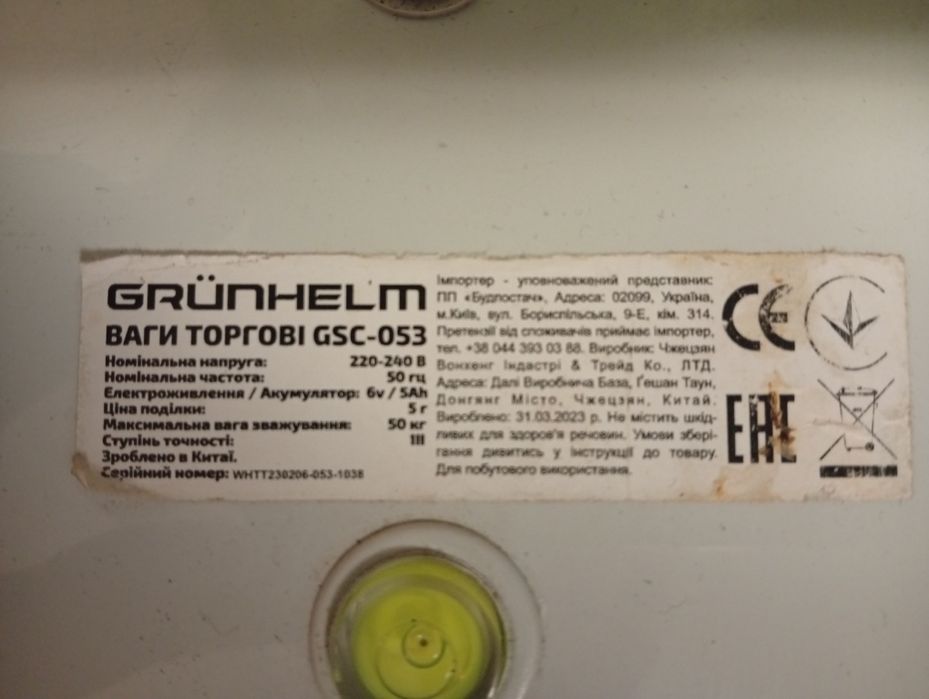 GRÜNHELM
ВАГИ ТОРГОВІ GSC-053
Номінальна напруга: 220-240 В
Номінальна частота: 50 гц
Електроживлення / Акумулятор: 6v / 5Ah
Ціна поділки: 5 г
Максимальна вага зважування: 50 кг
Ступінь точності: III
Зроблено в Китаї.
Серійний номер: WHTT230206-053-1038
Імпортер - уповноважений представник:
ПП «Будпостач», Адреса: 02099, Україна,
м.Київ, вул. Бориспільська, 9-Е, кім. 314.
Претензії від споживачів приймає імпортер,
тел. +38 044 393 03 88. Виробник: Чжецзян
Вонхенг Індастрі & Трейд Ко., ЛТД.
Адреса: Далі Виробнича База, Ґешан Таун,
Донгянг Місто, Чжецзян, Китай.
Вироблено: 31.03.2023 р. Не містить шкід-
ливих для здоров'я речовин. Умови збері-
гання дивитись у інструкції до товару.
Для побутового використання.
CE
EAC